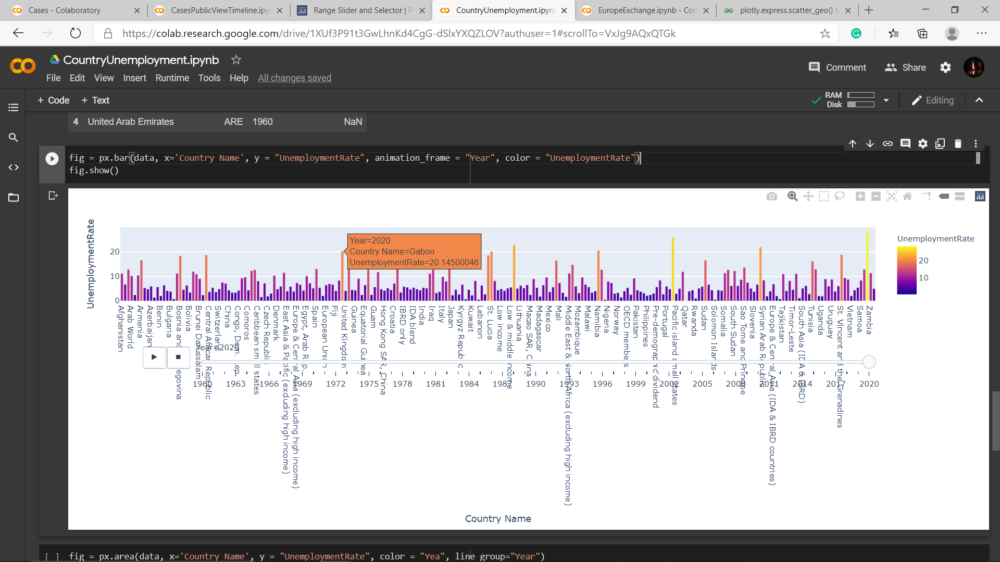 Cases - Colaboratory
CasesPublicViewTimeline.ipy
Range Slider and Selector | P
CountryUnemployment.ipyn
EuropeExchange.ipynb - Col
plotly.express.scatter_geo() f
https://colab.research.google.com/drive/1XUf3P91t3GwLhnKd4CgG-dSlxYXQZLOV?authuser=1#scrollTo=VxJg9AQxQTGk
CountryUnemployment.ipynb
File Edit View Insert Runtime Tools Help All changes saved
Comment Share
+ Code + Text
RAM
Disk
Editing
4 United Arab Emirates ARE 1960 NaN
fig = px.bar(data, x='Country Name', y = "UnemploymentRate", animation_frame = "Year", color = "UnemploymentRate")
fig.show()
UnemploymentRate
20
10
0
Year=2020
Country Name=Gabon
UnemploymentRate=20.14500046
UnemploymentRate
20
10
Afghanistan
Arab World
Armenia
Azerbaijan
Benin
Bulgaria
Bosnia and egovina
Bolivia
Brunei Darussalam
Central African Republic
Switzerland
China
Congo, Dem. Rep.
Comoros
Caribbean small states
Czech Republic
Denmark
East Asia & Pacific (excluding high income)
Europe & Central Asia (excluding high income)
Egypt, Arab Rep.
Spain
European Union
Fiji
United Kingdom
Guinea
Equatorial Guinea
Guam
Hong Kong SAR, China
Croatia
IBRD only
IDA blend
India
Iraq
Italy
Japan
Kyrgyz Republic
Kuwait
Lebanon
St. Lucia
Low income
Low & middle income
Lithuania
Macao SAR, China
Madagascar
Mexico
Mali
Middle East & North Africa (excluding high income)
Mozambique
Malawi
Namibia
Nigeria
Norway
OECD members
Pakistan
Philippines
Pre-demographic dividend
Portugal
Pacific island small states
Qatar
Rwanda
Sudan
Solomon Islands
Somalia
South Sudan
Sao Tome and Principe
Slovenia
Syrian Arab Republic
Europe & Central Asia (IDA & IBRD countries)
Tajikistan
Timor-Leste
South Asia (IDA & IBRD)
Tunisia
Uganda
Uruguay
St. Vincent and the Grenadines
Vietnam
Samoa
Zambia
Year=2020
1960 1963 1966 1969 1972 1975 1978 1981 1984 1987 1990 1993 1996 1999 2002 2005 2008 2011 2014 2017 2020
Country Name
[ ] fig = px.area(data, x='Country Name', y = "UnemploymentRate", color = "Yea", line_group="Year")